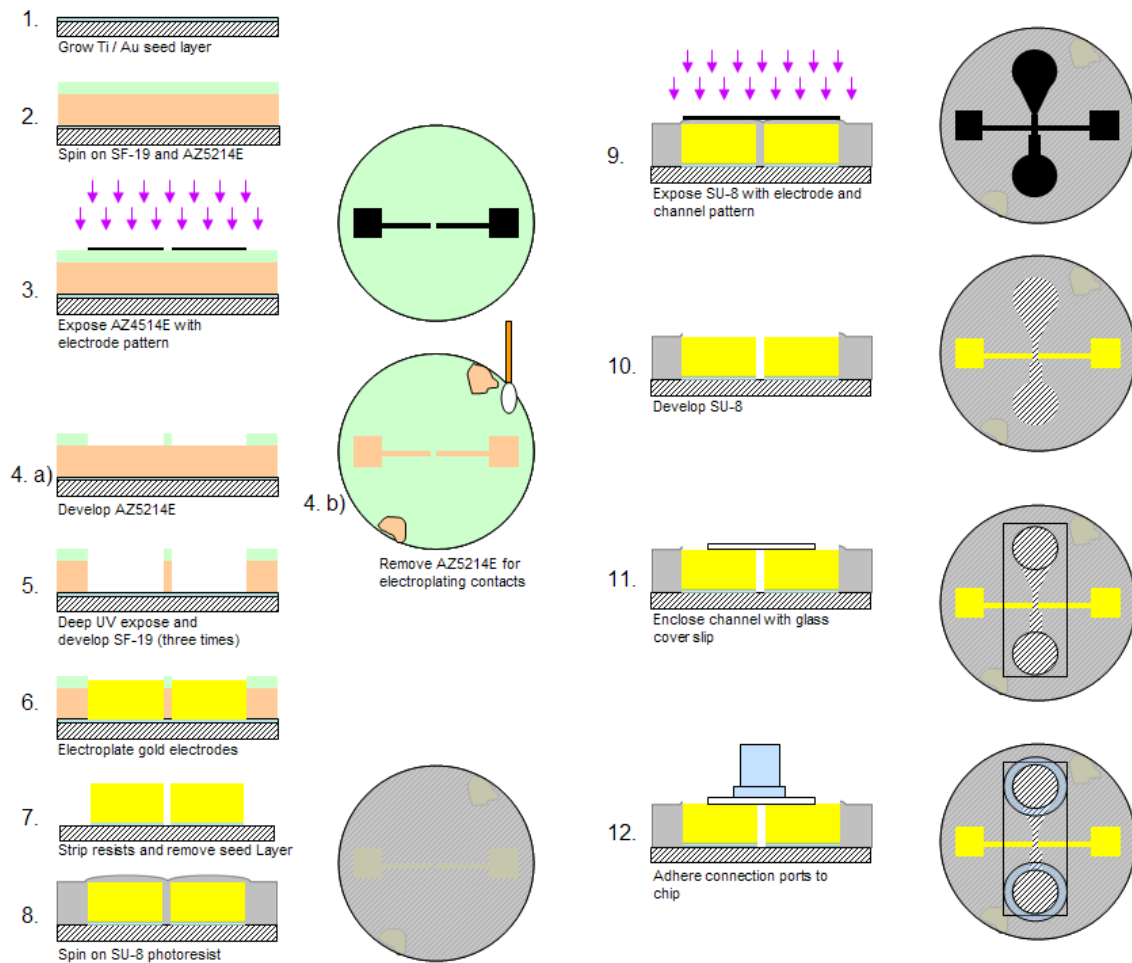 1.
Grow Ti / Au seed layer
2.
Spin on SF-19 and AZ5214E
3.
Expose AZ4514E with
electrode pattern
4. a)
Develop AZ5214E
4. b)
Remove AZ5214E for
electroplating contacts
5.
Deep UV expose and
develop SF-19 (three times)
6.
Electroplate gold electrodes
7.
Strip resists and remove seed Layer
8.
Spin on SU-8 photoresist
9.
Expose SU-8 with electrode and
channel pattern
10.
Develop SU-8
11.
Enclose channel with glass
cover slip
12.
Adhere connection ports to
chip